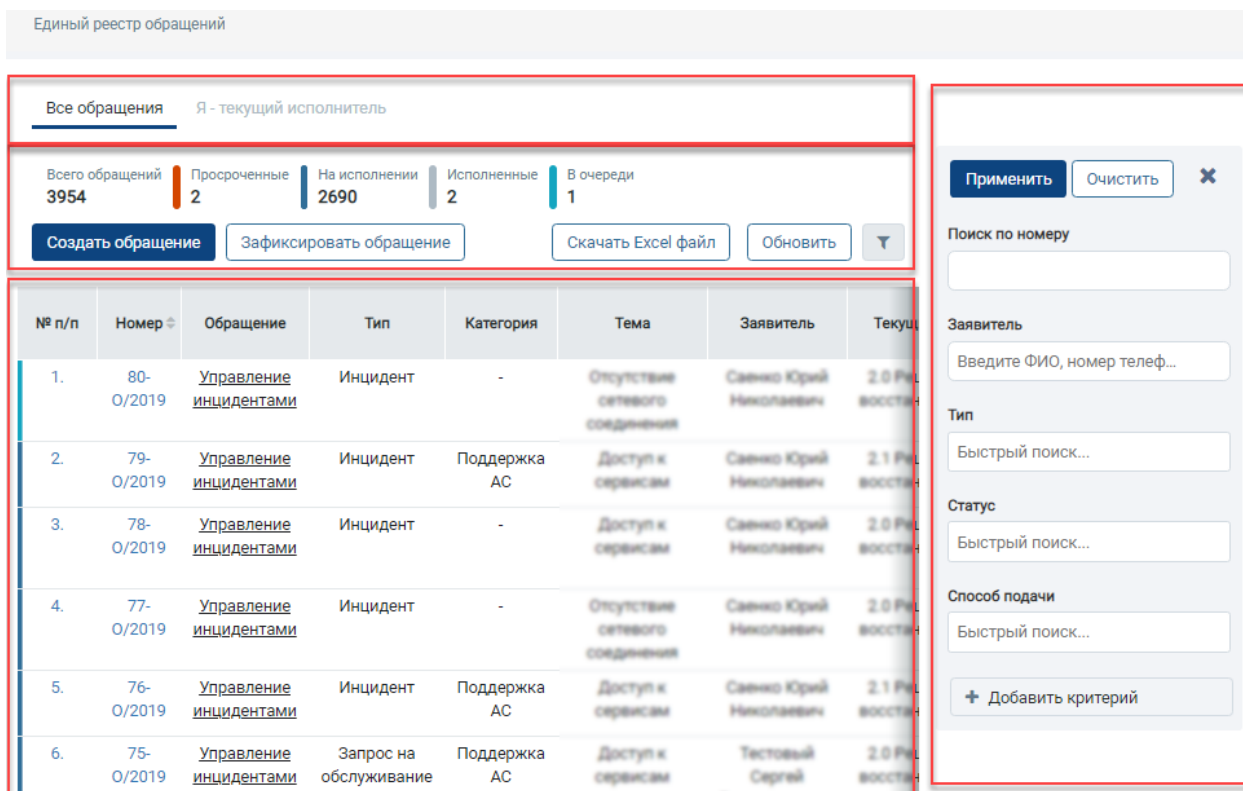 Единый реестр обращений
Все обращения Я - текущий исполнитель
Всего обращений Просроченные На исполнении Исполненные В очереди
3954 2 2690 2 1
Создать обращение Зафиксировать обращение Скачать Excel файл Обновить
№ п/п Номер Обращение Тип Категория Тема Заявитель
1. 80- Управление Инцидент -
О/2019 инцидентами
2. 79- Управление Инцидент Поддержка
О/2019 инцидентами АС
3. 78- Управление Инцидент -
О/2019 инцидентами
4. 77- Управление Инцидент -
О/2019 инцидентами
5. 76- Управление Инцидент Поддержка
О/2019 инцидентами АС
6. 75- Управление Запрос на Поддержка
О/2019 инцидентами обслуживание АС
Применить Очистить
Поиск по номеру
Заявитель
Введите ФИО, номер телеф...
Тип
Быстрый поиск...
Статус
Быстрый поиск...
Способ подачи
Быстрый поиск...
+ Добавить критерий